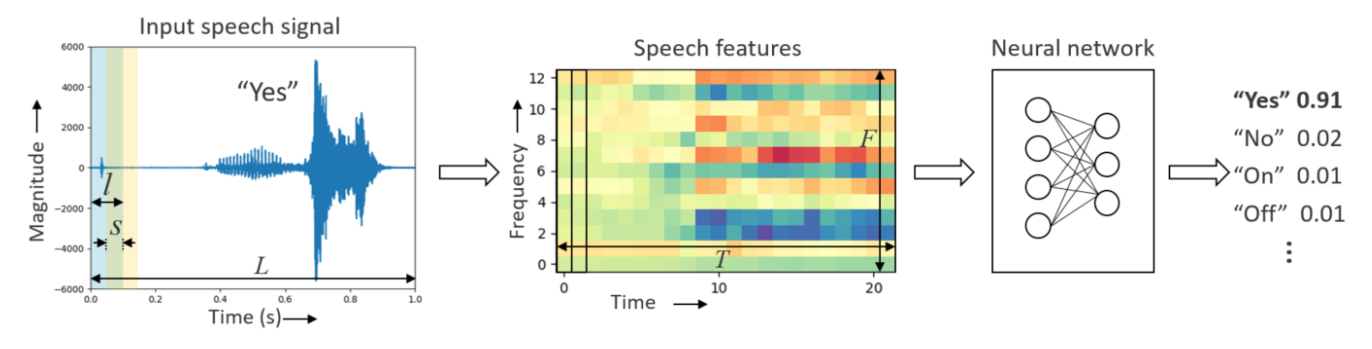 Input speech signal
6000
4000
2000
0
−2000
−4000
−6000
Magnitude
"Yes"
l
s
L
0.0 0.2 0.4 0.6 0.8 1.0
Time (s)
Speech features
12
10
8
6
4
2
0
Frequency
F
T
0 10 20
Time
Neural network
"Yes" 0.91
"No" 0.02
"On" 0.01
"Off" 0.01